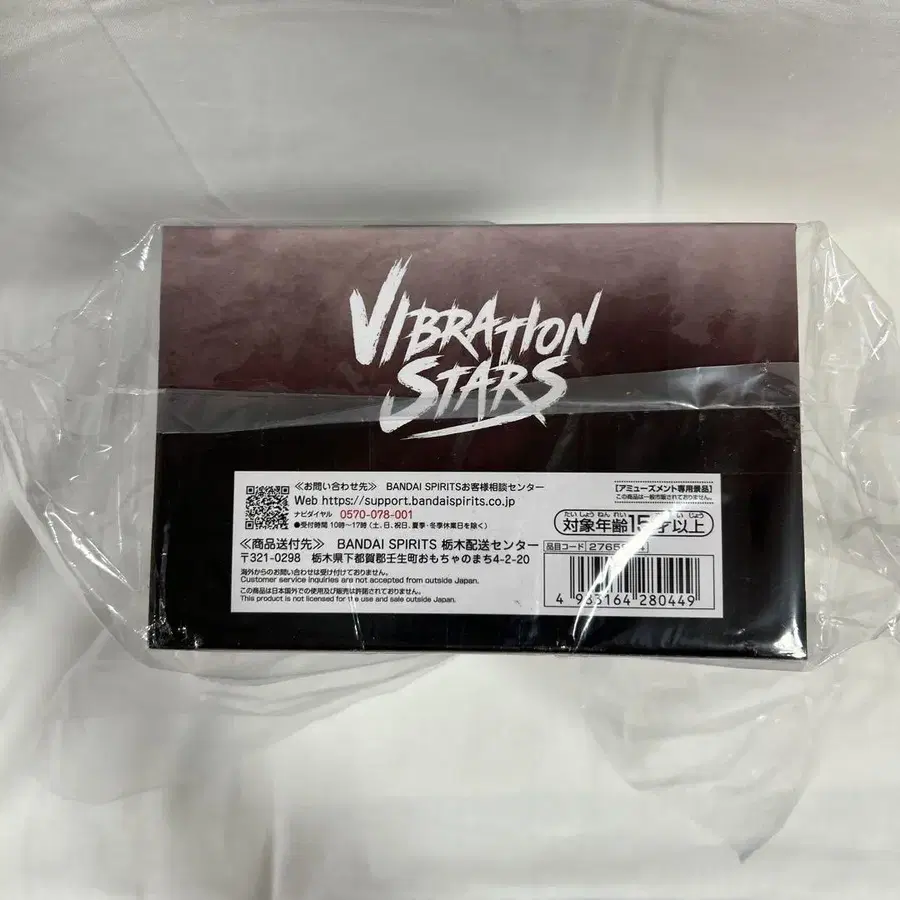 VIBRATION
STARS
≪お問い合わせ先≫ BANDAI SPIRITSお客様相談センター
Web https://support.bandaispirits.co.jp
ナビダイヤル 0570-078-001
●受付時間 10時〜17時(土、日、祝日、夏季・冬季休業日を除く)
≪商品送付先≫ BANDAI SPIRITS 栃木配送センター
〒321-0298 栃木県下都賀郡壬生町おもちゃのまち4-2-20
海外からのお問い合わせは受け付けておりません。
Customer service inquiries are not accepted from outside Japan.
この商品は日本国外での使用及び販売は許諾されておりません。
This product is not licensed for the use and sale outside Japan.
[アミューズメント専用景品]
この商品は一般市販されておりません。
たいしょうねんれい い じょう
対象年齢15才以上
品目コード
4 983164 280449